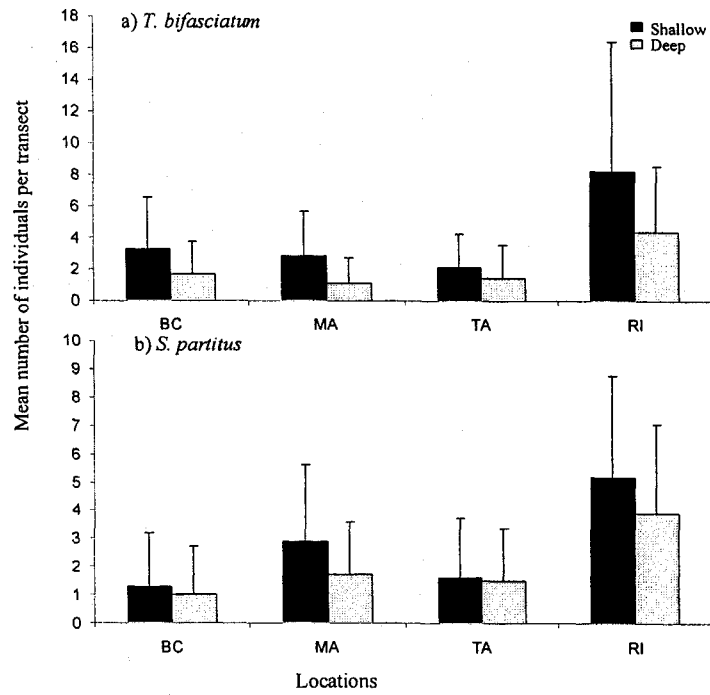 a) T. bifasciatum
Shallow
Deep
18
16
14
12
10
8
6
4
2
0
BC MA TA RI
Mean number of individuals per transect
b) S. partitus
10
9
8
7
6
5
4
3
2
1
0
BC MA TA RI
Locations